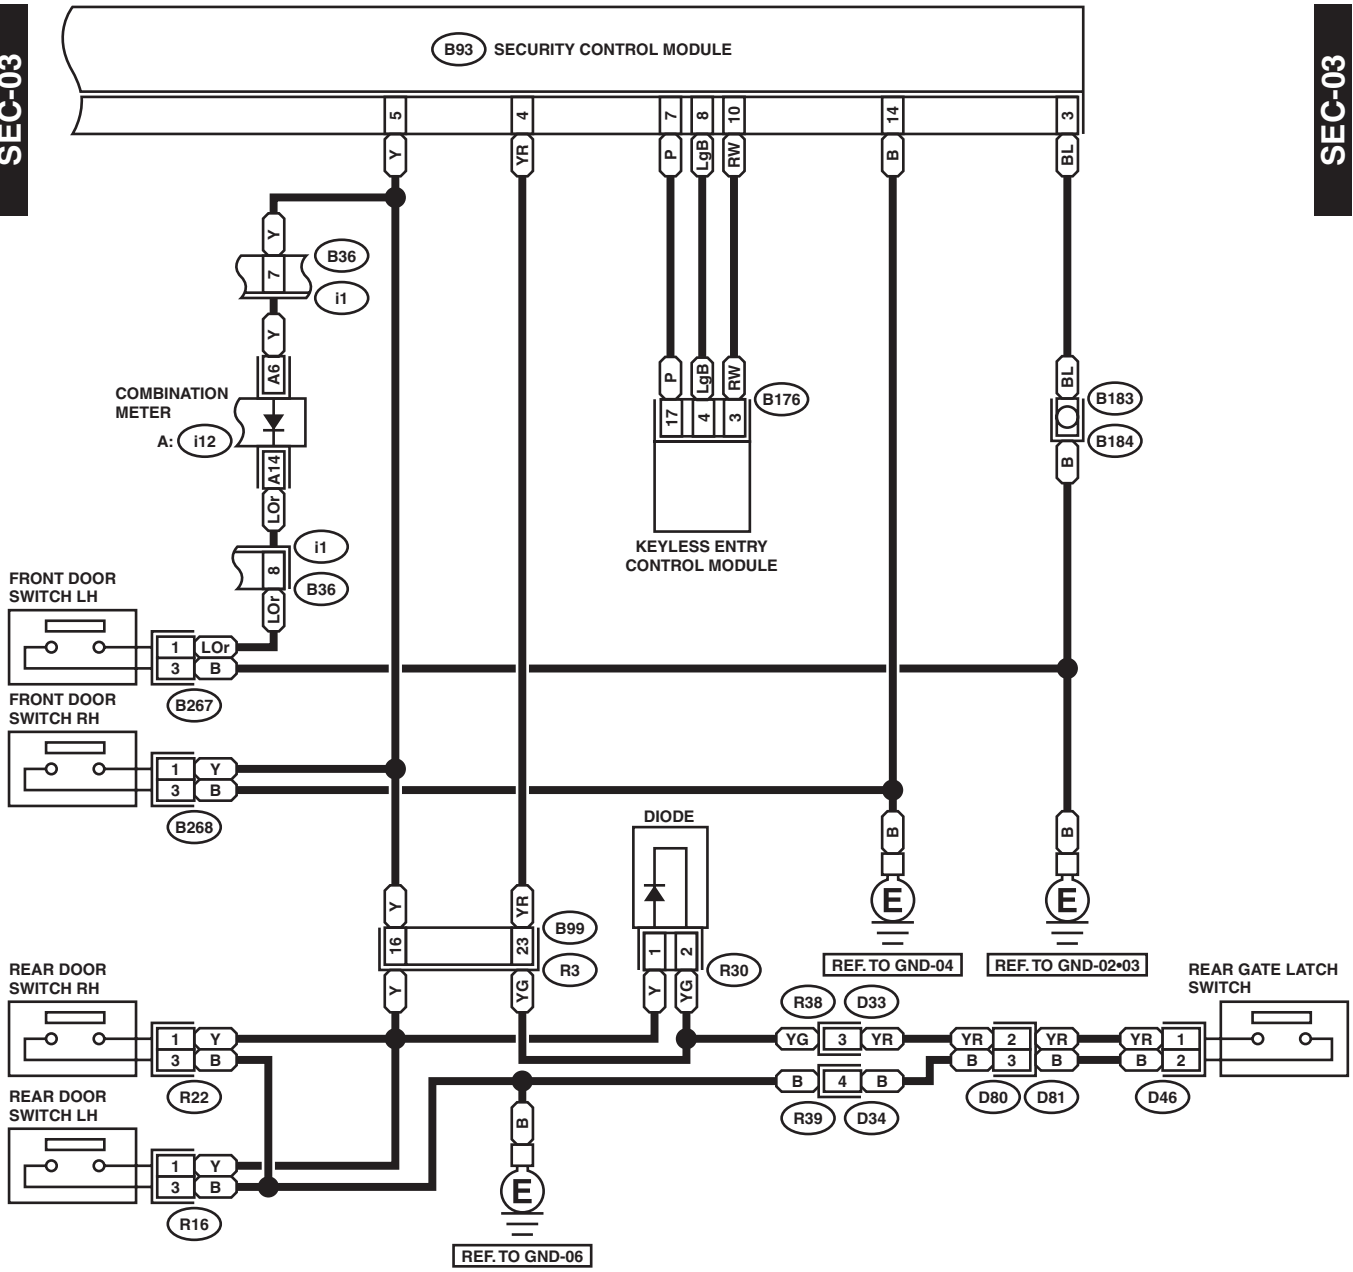 SEC-03
SEC-03
B93 SECURITY CONTROL MODULE
5 4 7 8 10 14 3
Y YR P LgB RW B BL
Y
B36
7
i1
Y
A6
P LgB RW BL
COMBINATION
METER
A: i12
17 4 3 B176
B183
B184
A14
B
LOr
i1
8
B36
LOr
KEYLESS ENTRY
CONTROL MODULE
FRONT DOOR
SWITCH LH
1 LOr
3 B
B267
FRONT DOOR
SWITCH RH
1 Y
3 B
B268
DIODE
B B
E E
Y YR
B99
16 23
R3
1 2
R30
REF. TO GND-04 REF. TO GND-02•03
Y YG Y YG
REAR DOOR
SWITCH RH
REAR GATE LATCH
SWITCH
R38 D33
1 Y YG 3 YR YR 2 YR YR 1
3 B B 3 B B 2
R22
B 4 B
D80 D81 D46
R39 D34
REAR DOOR
SWITCH LH
B
1 Y
3 B
R16
E
REF. TO GND-06